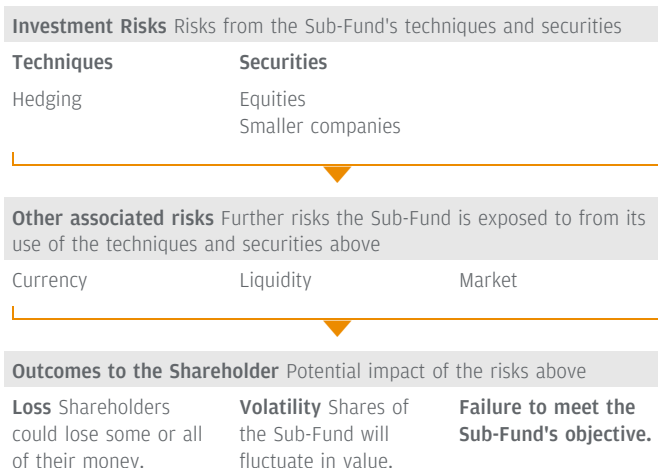 Investment Risks Risks from the Sub-Fund's techniques and securities
Techniques
Securities
Hedging
Equities
Smaller companies
Other associated risks Further risks the Sub-Fund is exposed to from its
use of the techniques and securities above
Currency
Liquidity
Market
Outcomes to the Shareholder Potential impact of the risks above
Loss Shareholders
could lose some or all
of their money.
Volatility Shares of
the Sub-Fund will
fluctuate in value.
Failure to meet the
Sub-Fund's objective.